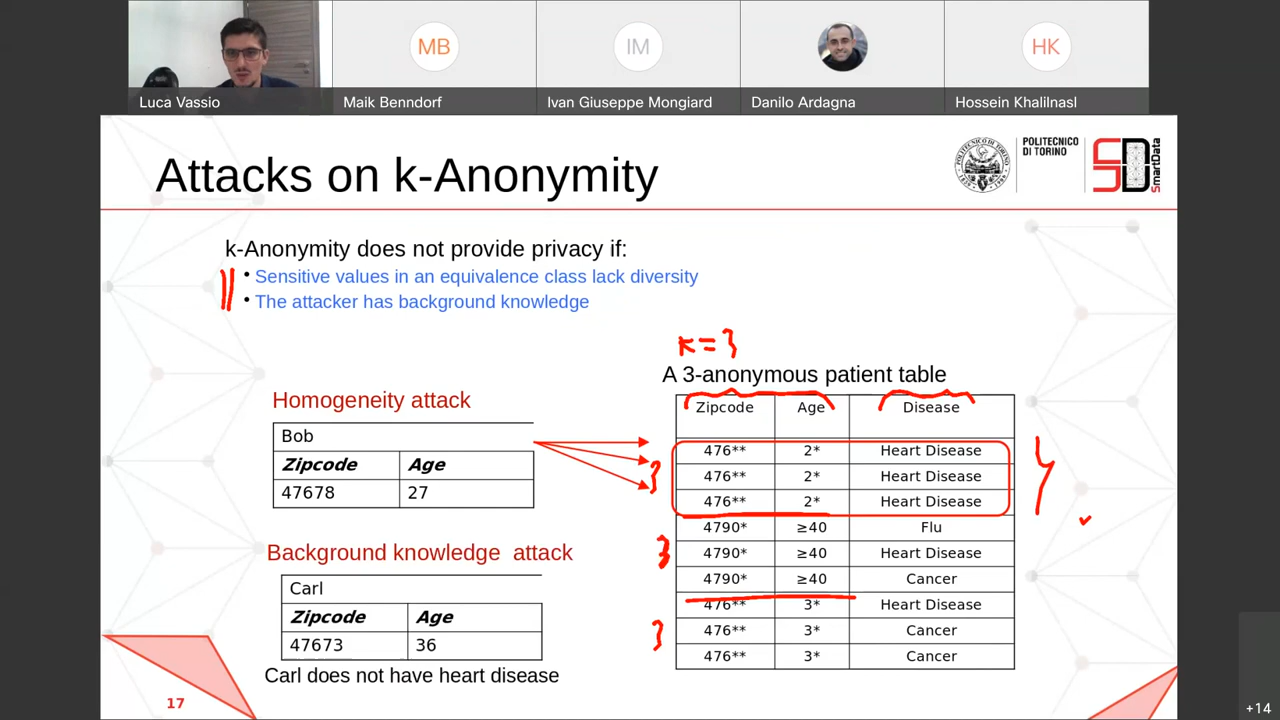 MB
IM
HK
Luca Vassio
Maik Benndorf
Ivan Giuseppe Mongiard
Danilo Ardagna
Hossein Khalilnasl
Attacks on k-Anonymity
POLITECNICO
DI TORINO
SD
SmartData
k-Anonymity does not provide privacy if:
• Sensitive values in an equivalence class lack diversity
• The attacker has background knowledge
k=3
A 3-anonymous patient table
Homogeneity attack
Bob
Zipcode Age
47678 27
Background knowledge attack
Carl
Zipcode Age
47673 36
Carl does not have heart disease
Zipcode Age Disease
476** 2* Heart Disease
476** 2* Heart Disease
476** 2* Heart Disease
4790* ≥40 Flu
4790* ≥40 Heart Disease
4790* ≥40 Cancer
476** 3* Heart Disease
476** 3* Cancer
476** 3* Cancer
3
3
3
17
+14